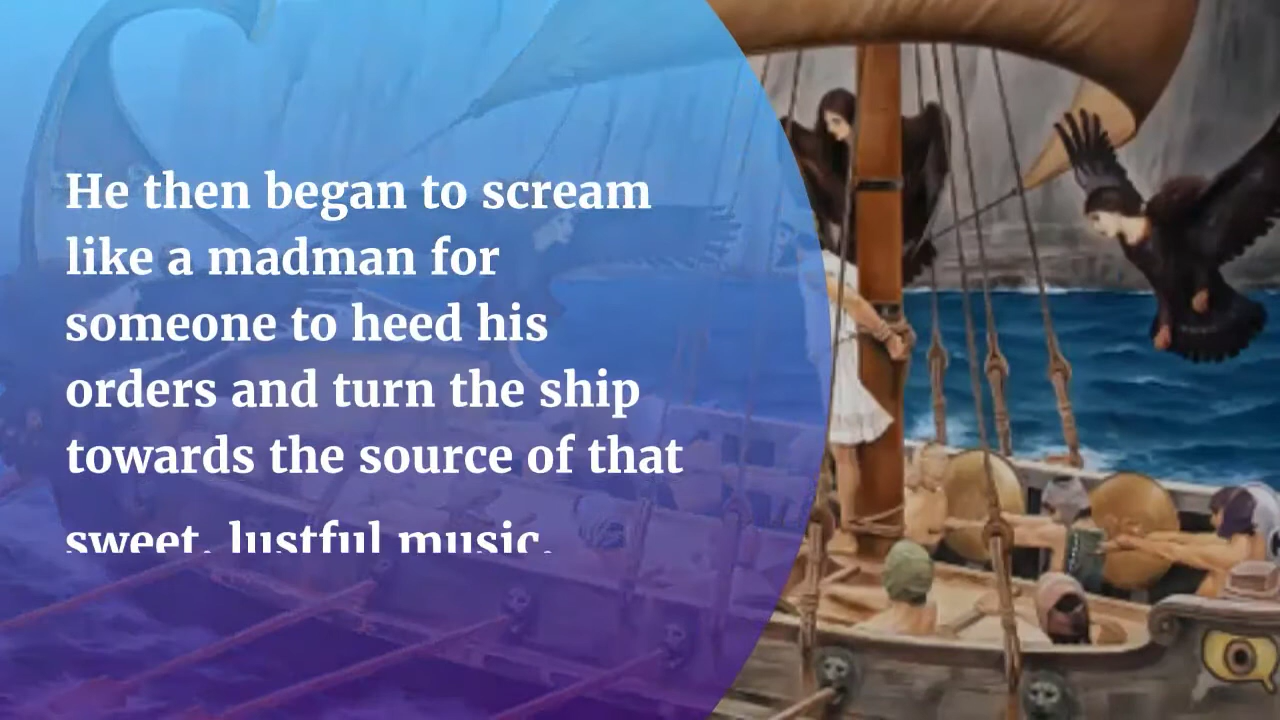 He then began to scream
like a madman for
someone to heed his
orders and turn the ship
towards the source of that
sweet, lustful music.